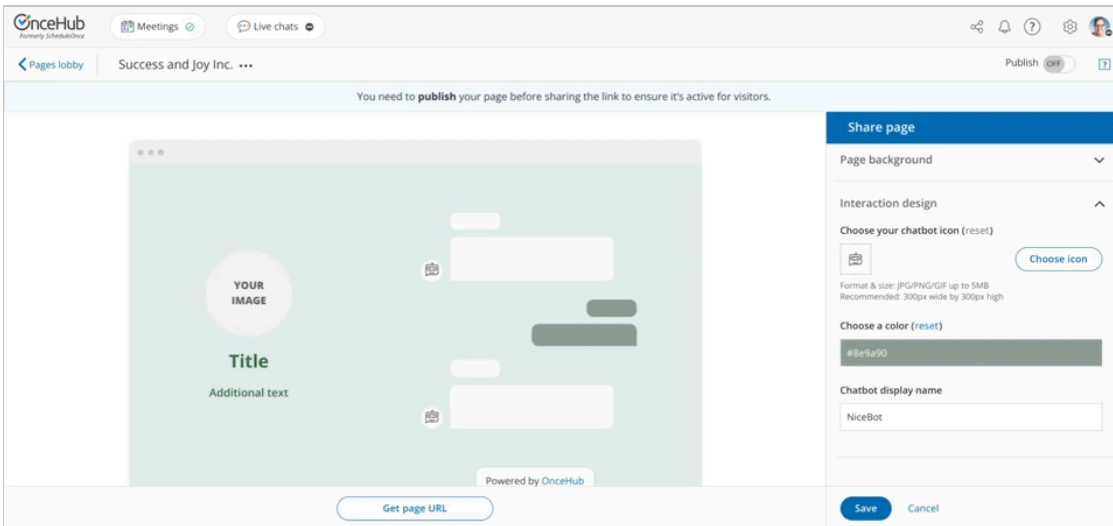 OnceHub
Formerly ScheduleOnce
Meetings
Live chats
Pages lobby
Success and Joy Inc. •••
Publish OFF
You need to publish your page before sharing the link to ensure it's active for visitors.
Share page
Page background
Interaction design
Choose your chatbot icon (reset)
Choose icon
Format & size: JPG/PNG/GIF up to 5MB
Recommended: 300px wide by 300px high
Choose a color (reset)
#8e9a90
Chatbot display name
NiceBot
YOUR
IMAGE
Title
Additional text
Powered by OnceHub
Get page URL
Save
Cancel